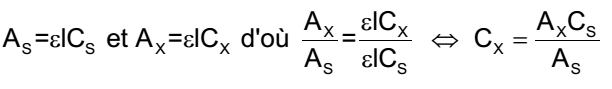 Aₛ=εlCₛ et Aₓ=εlCₓ d'où Aₓ/Aₛ=εlCₓ/εlCₛ ⇔ Cₓ = AₓCₛ/Aₛ